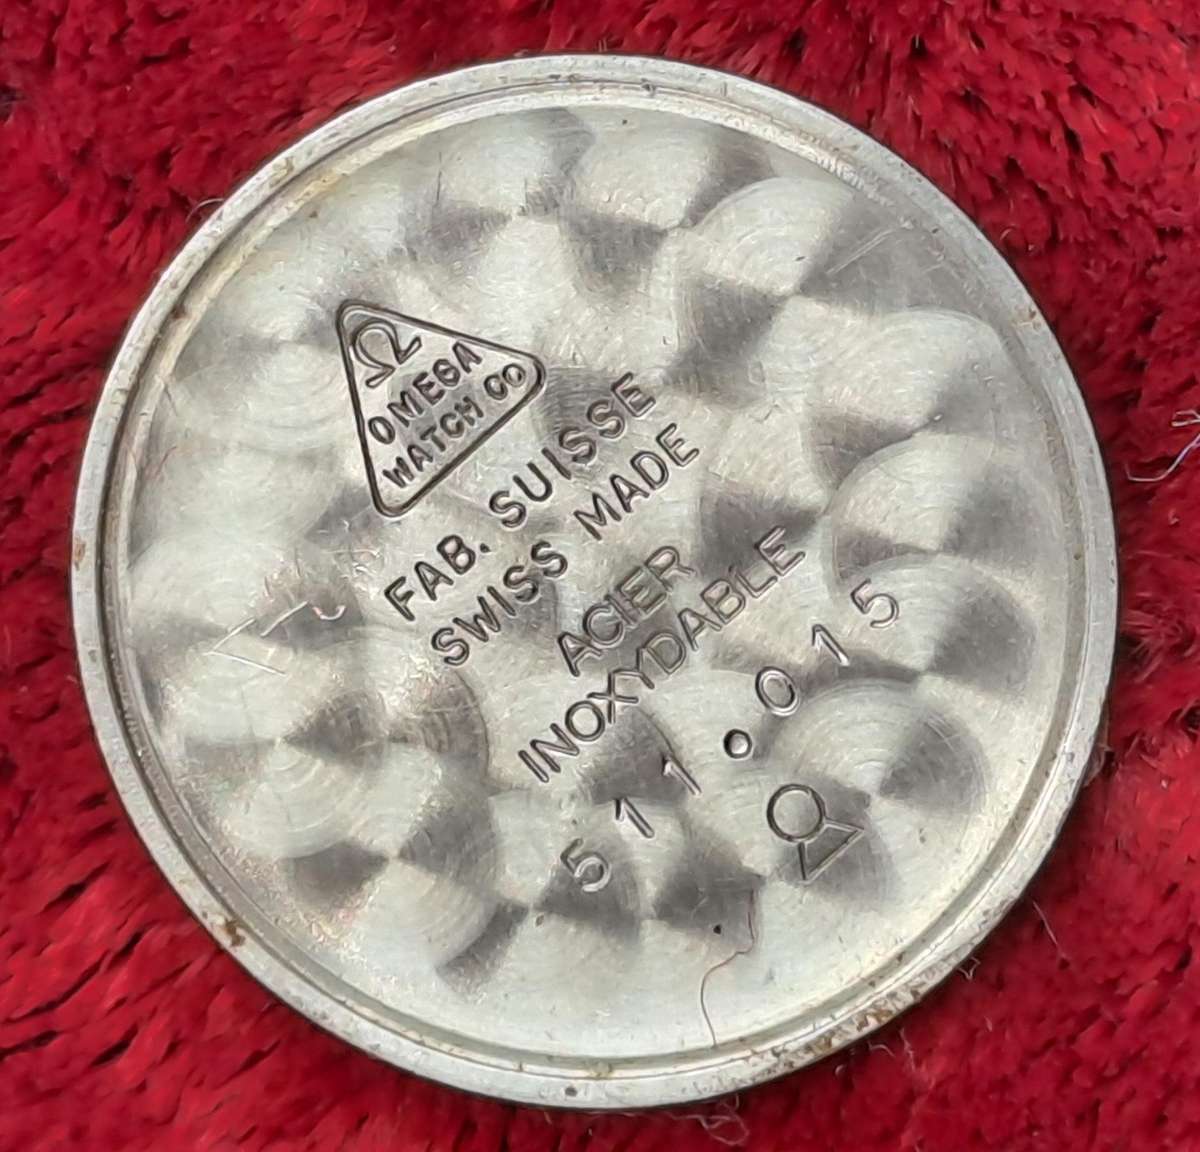 Ω
OMEGA
WATCH Co
FAB. SUISSE
SWISS MADE
ACIER
INOXYDABLE
511.015